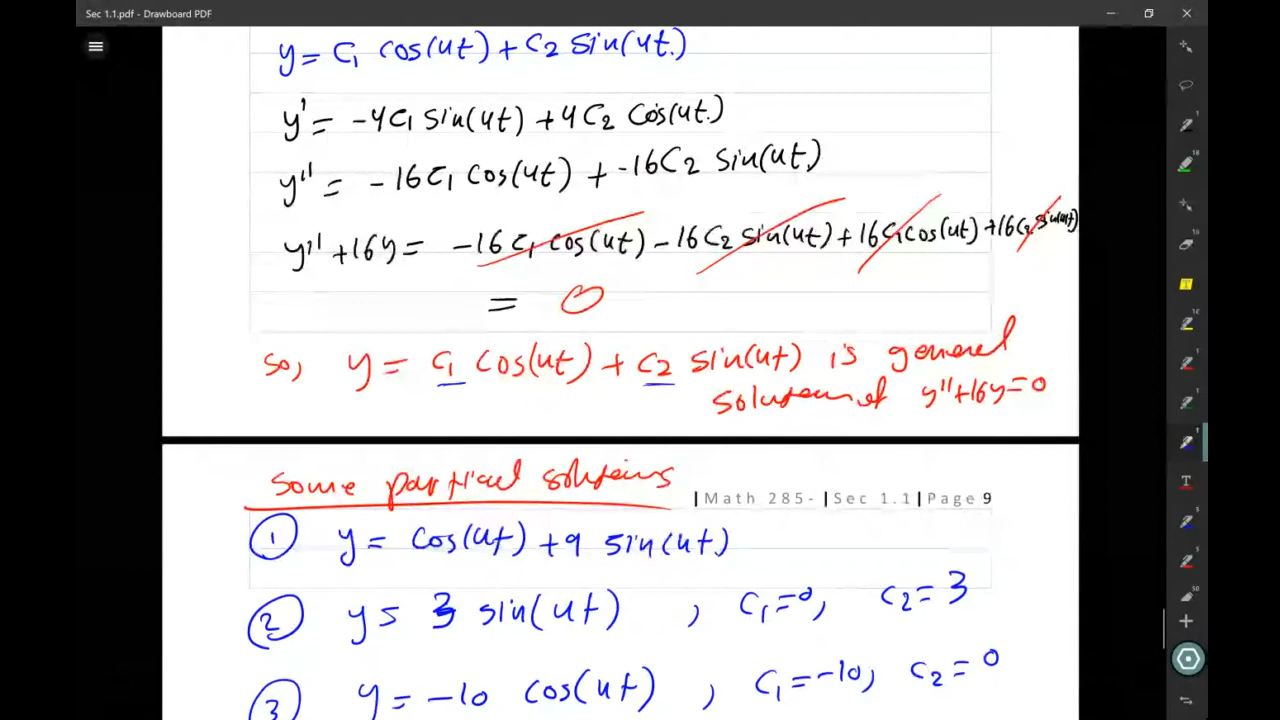 Sec 1.1.pdf - Drawboard PDF
y = C1 cos(4t) + C2 sin(4t)
y' = -4C1 sin(4t) + 4C2 cos(4t)
y'' = -16C1 cos(4t) + -16C2 sin(4t)
y'' + 16y = -16C1 cos(4t) - 16C2 sin(4t) + 16C1 cos(4t) + 16C2 sin(4t)
= 0
So, y = C1 cos(4t) + C2 sin(4t) is general
solution of y'' + 16y = 0
Some partical solutions
|Math 285- |Sec 1.1|Page 9
1 y = cos(4t) + 9 sin(4t)
2 y = 3 sin(4t) , C1 = 0, C2 = 3
3 y = -10 cos(4t) , C1 = -10, C2 = 0